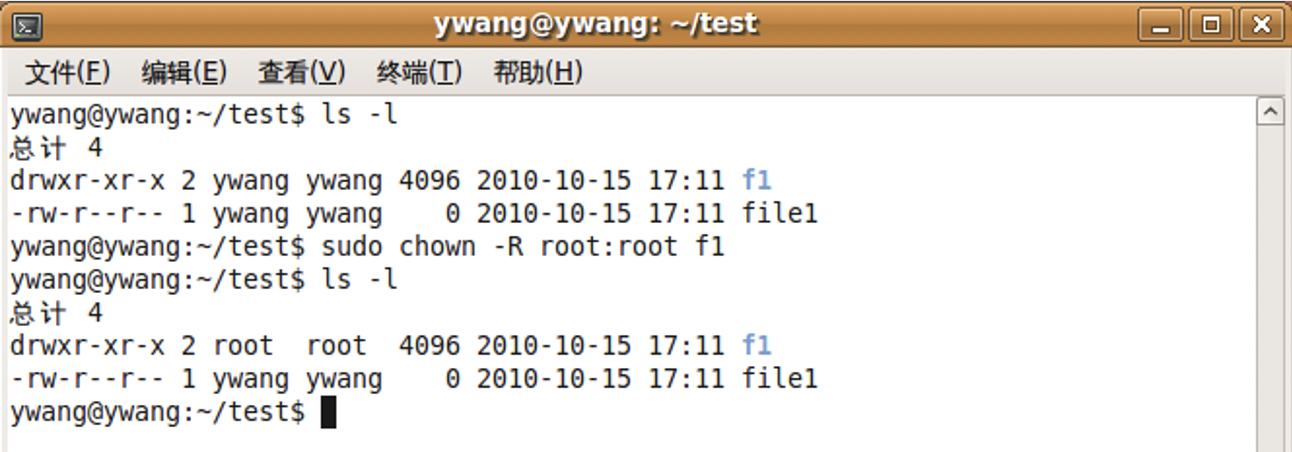 ywang@ywang: ~/test
文件(F) 编辑(E) 查看(V) 终端(T) 帮助(H)
ywang@ywang:~/test$ ls -l
总计 4
drwxr-xr-x 2 ywang ywang 4096 2010-10-15 17:11 f1
-rw-r--r-- 1 ywang ywang    0 2010-10-15 17:11 file1
ywang@ywang:~/test$ sudo chown -R root:root f1
ywang@ywang:~/test$ ls -l
总计 4
drwxr-xr-x 2 root  root  4096 2010-10-15 17:11 f1
-rw-r--r-- 1 ywang ywang    0 2010-10-15 17:11 file1
ywang@ywang:~/test$